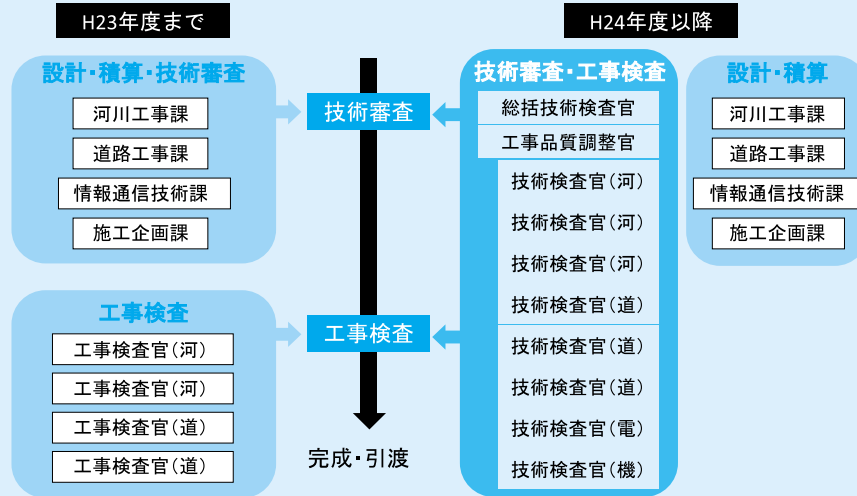 H23年度まで
設計・積算・技術審査
河川工事課
道路工事課
情報通信技術課
施工企画課
工事検査
工事検査官(河)
工事検査官(河)
工事検査官(道)
工事検査官(道)
技術審査
工事検査
完成・引渡
H24年度以降
技術審査・工事検査
総括技術検査官
工事品質調整官
技術検査官(河)
技術検査官(河)
技術検査官(河)
技術検査官(道)
技術検査官(道)
技術検査官(道)
技術検査官(電)
技術検査官(機)
設計・積算
河川工事課
道路工事課
情報通信技術課
施工企画課